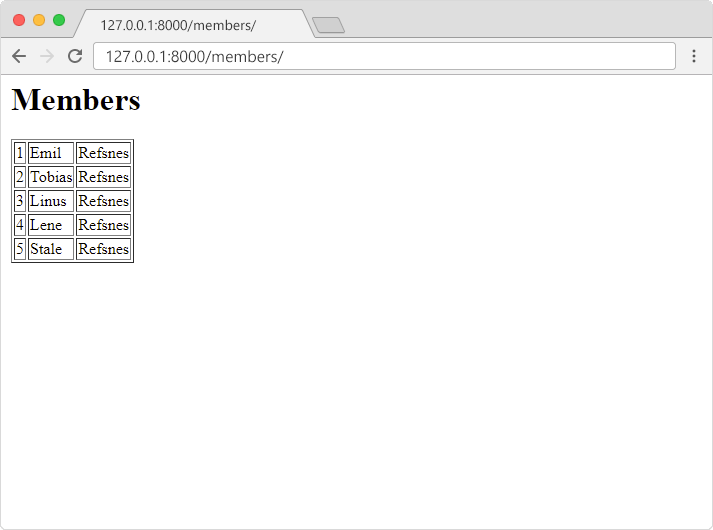 127.0.0.1:8000/members/
127.0.0.1:8000/members/
Members
1 Emil Refsnes
2 Tobias Refsnes
3 Linus Refsnes
4 Lene Refsnes
5 Stale Refsnes